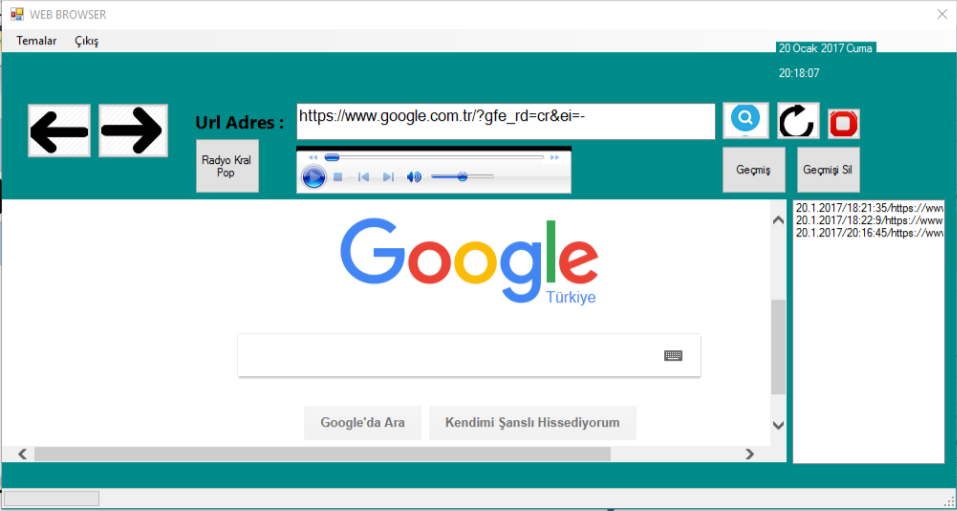 WEB BROWSER
Temalar Çıkış
20 Ocak 2017 Cuma
20:18:07
Url Adres :
https://www.google.com.tr/?gfe_rd=cr&ei=-
Radyo Kral
Pop
Geçmiş
Geçmişi Sil
Google
Türkiye
Google'da Ara
Kendimi Şanslı Hissediyorum
20.1.2017/18:21:35/https://www
20.1.2017/18:22:9/https://www
20.1.2017/20:16:45/https://www